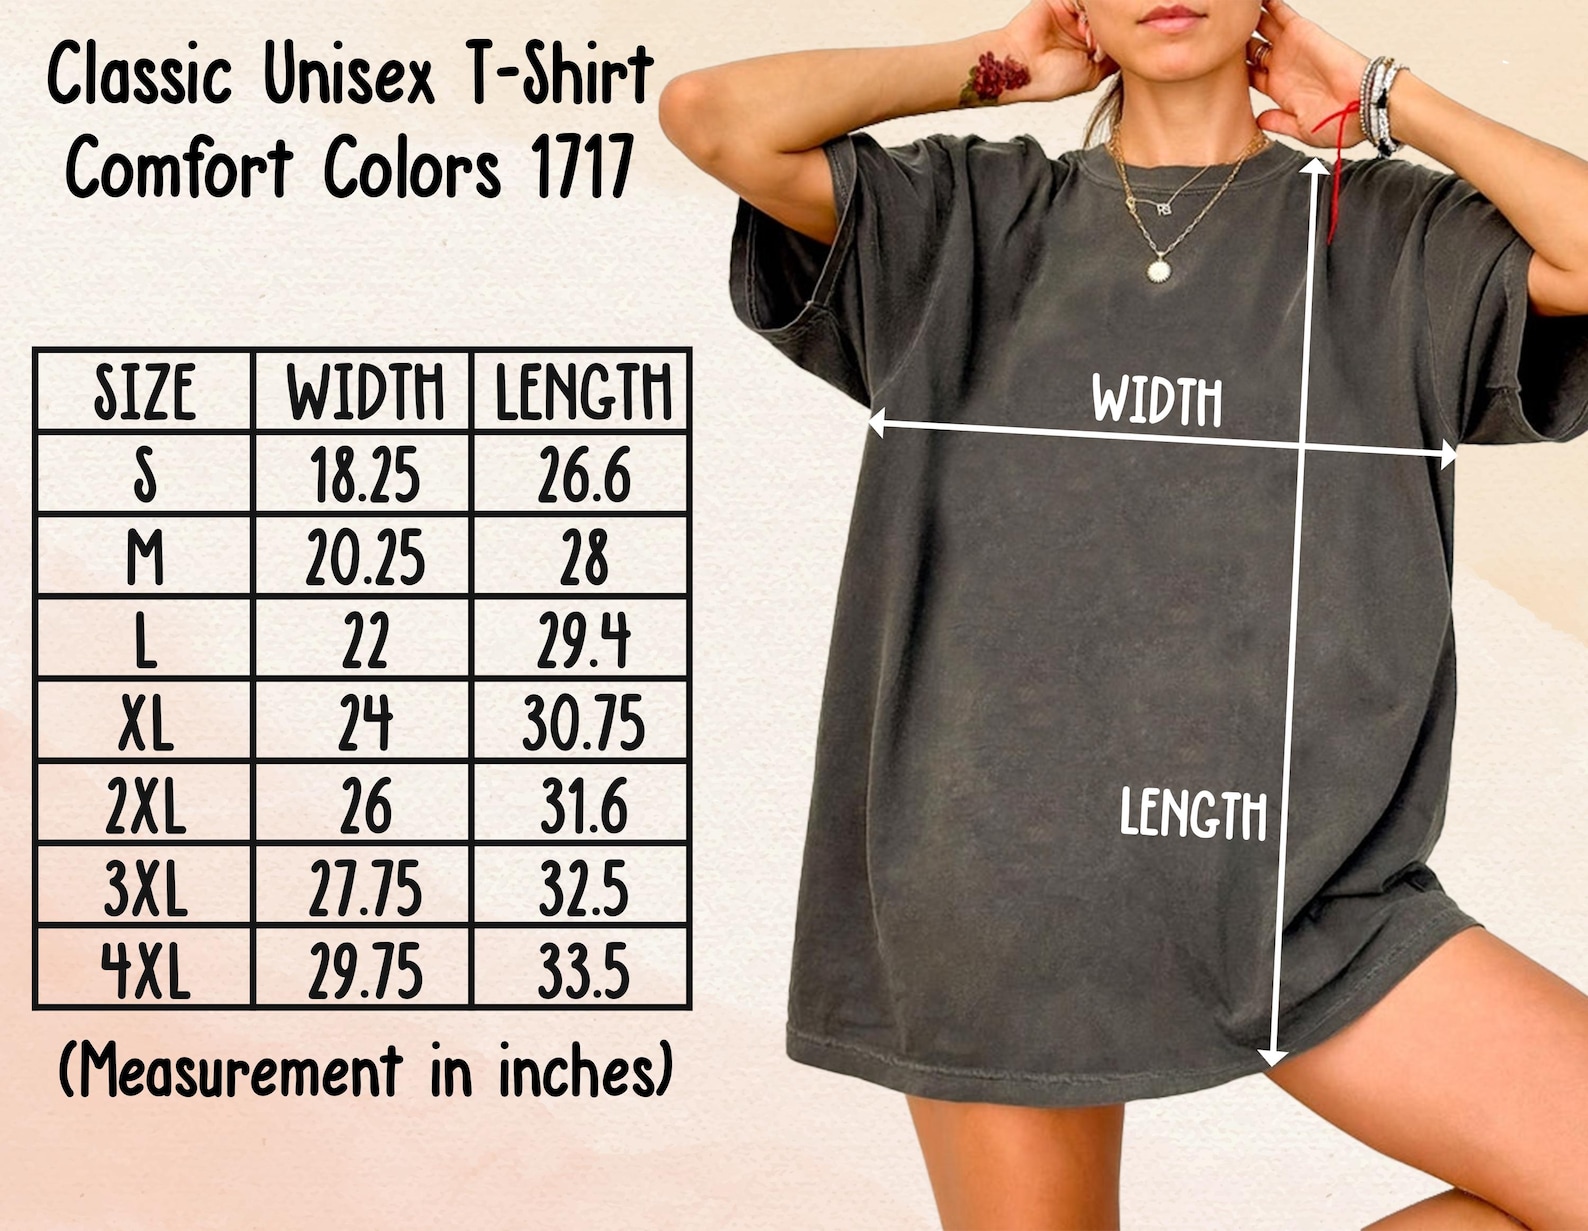 Classic Unisex T-Shirt
Comfort Colors 1717
SIZE WIDTH LENGTH
S 18.25 26.6
M 20.25 28
L 22 29.4
XL 24 30.75
2XL 26 31.6
3XL 27.75 32.5
4XL 29.75 33.5
(Measurement in inches)
WIDTH
LENGTH